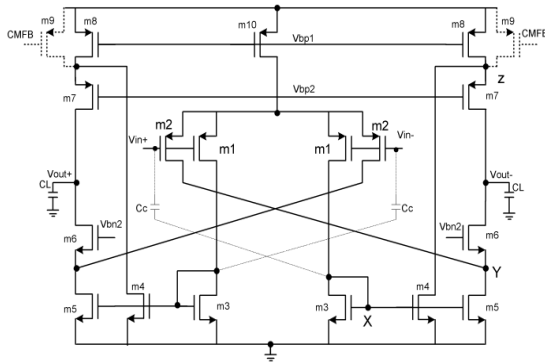 m9
m8
m10
m8
m9
CMFB
Vbp1
CMFB
z
m7
Vbp2
m7
m2
m2
Vin+
m1
m1
Vin-
Vout+
Vout-
CL
CL
Cc
Cc
Vbn2
Vbn2
m6
m6
Y
m4
m4
m5
m3
m3
X
m5